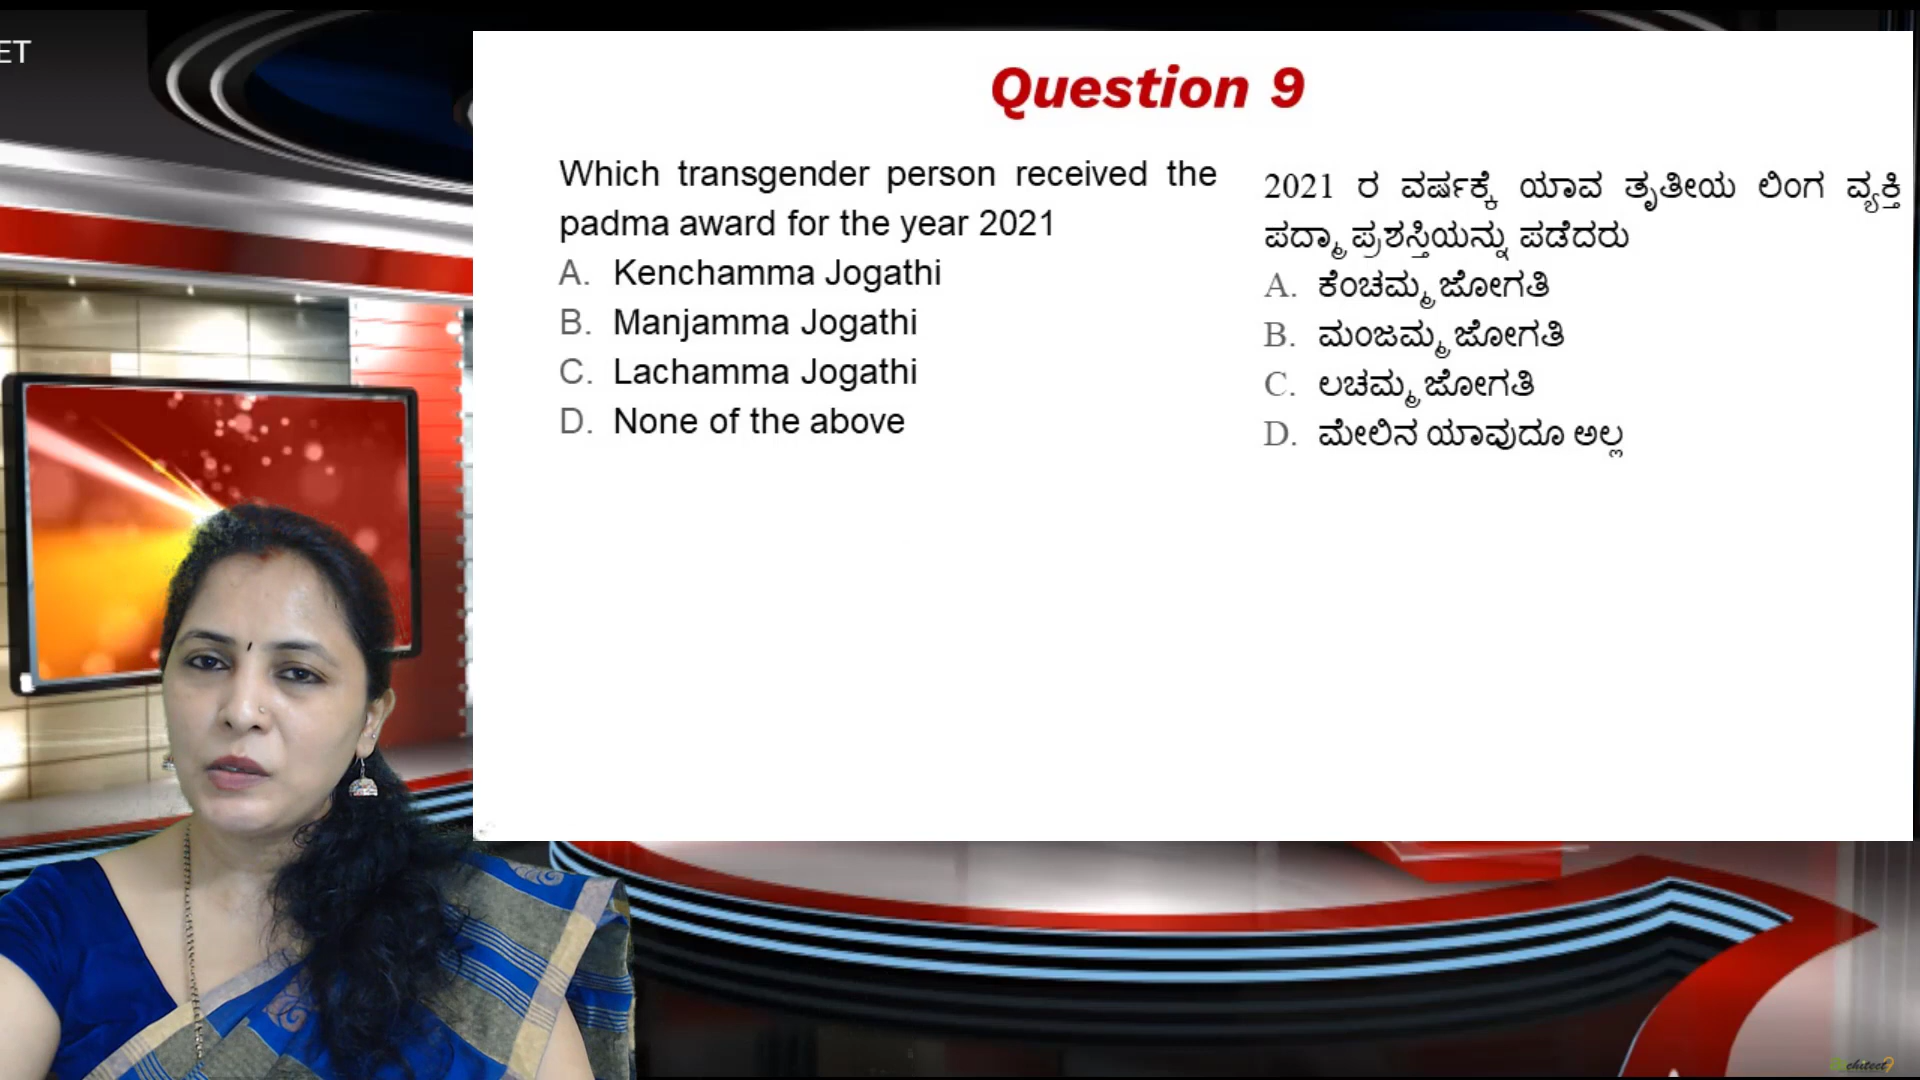 ET
Question 9
Which transgender person received the
padma award for the year 2021
A. Kenchamma Jogathi
B. Manjamma Jogathi
C. Lachamma Jogathi
D. None of the above
2021 ರ ವರ್ಷಕ್ಕೆ ಯಾವ ತೃತೀಯ ಲಿಂಗ ವ್ಯಕ್ತಿ
ಪದ್ಮಾ ಪ್ರಶಸ್ತಿಯನ್ನು ಪಡೆದರು
A. ಕೆಂಚಮ್ಮ ಜೋಗತಿ
B. ಮಂಜಮ್ಮ ಜೋಗತಿ
C. ಲಚಮ್ಮ ಜೋಗತಿ
D. ಮೇಲಿನ ಯಾವುದೂ ಅಲ್ಲ